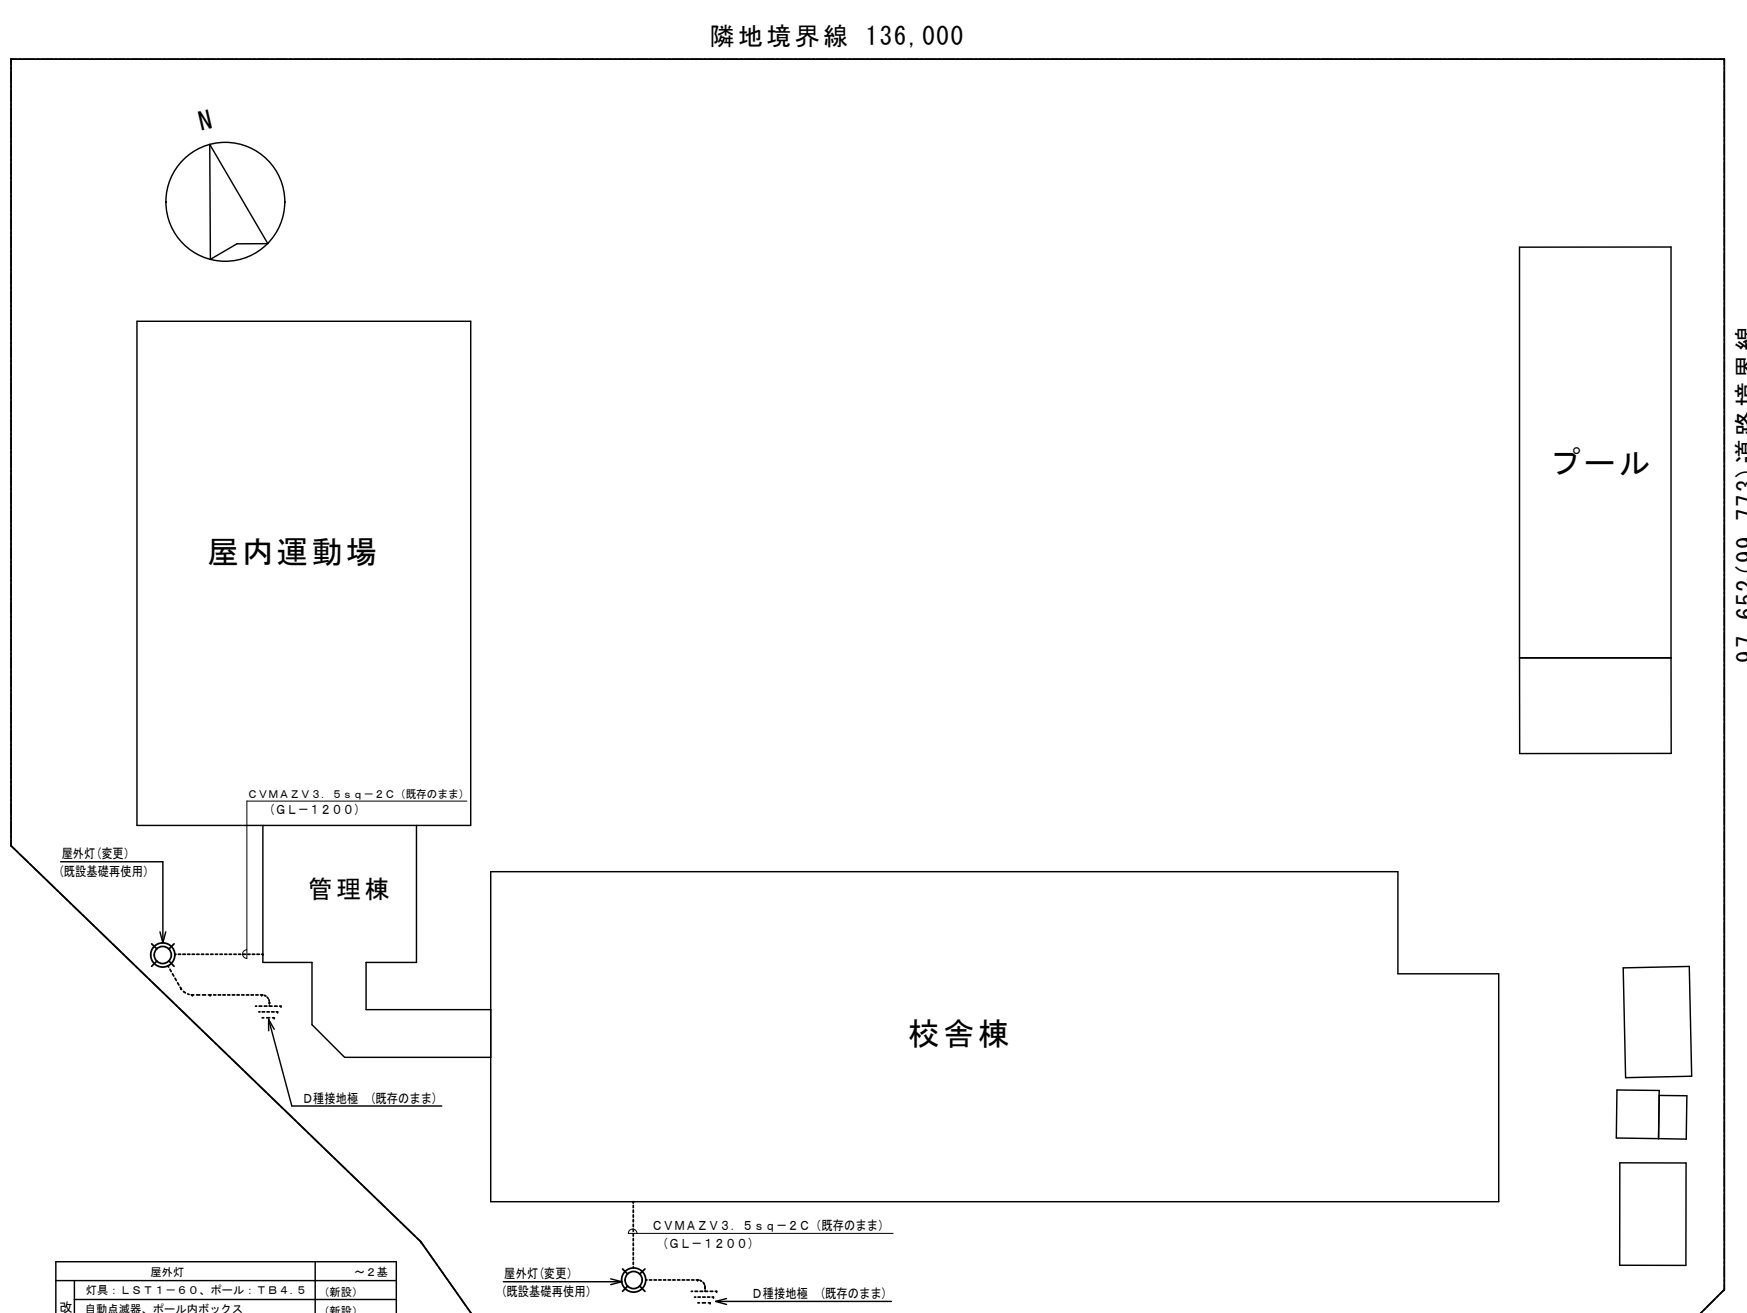 隣地境界線 136,000
N
プール
屋内運動場
CVMAZV3.5sq-2C(既存のまま)
(GL-1200)
屋外灯(変更)
(既設基礎再使用)
管理棟
校舎棟
D種接地極 (既存のまま)
CVMAZV3.5sq-2C(既存のまま)
(GL-1200)
屋外灯(変更)
(既設基礎再使用)
D種接地極 (既存のまま)
屋外灯 ～2基
灯具:LST1-60、ポール:TB4.5 (新設)
改
自動点滅器、ポール内ボックス (新設)
道路境界線